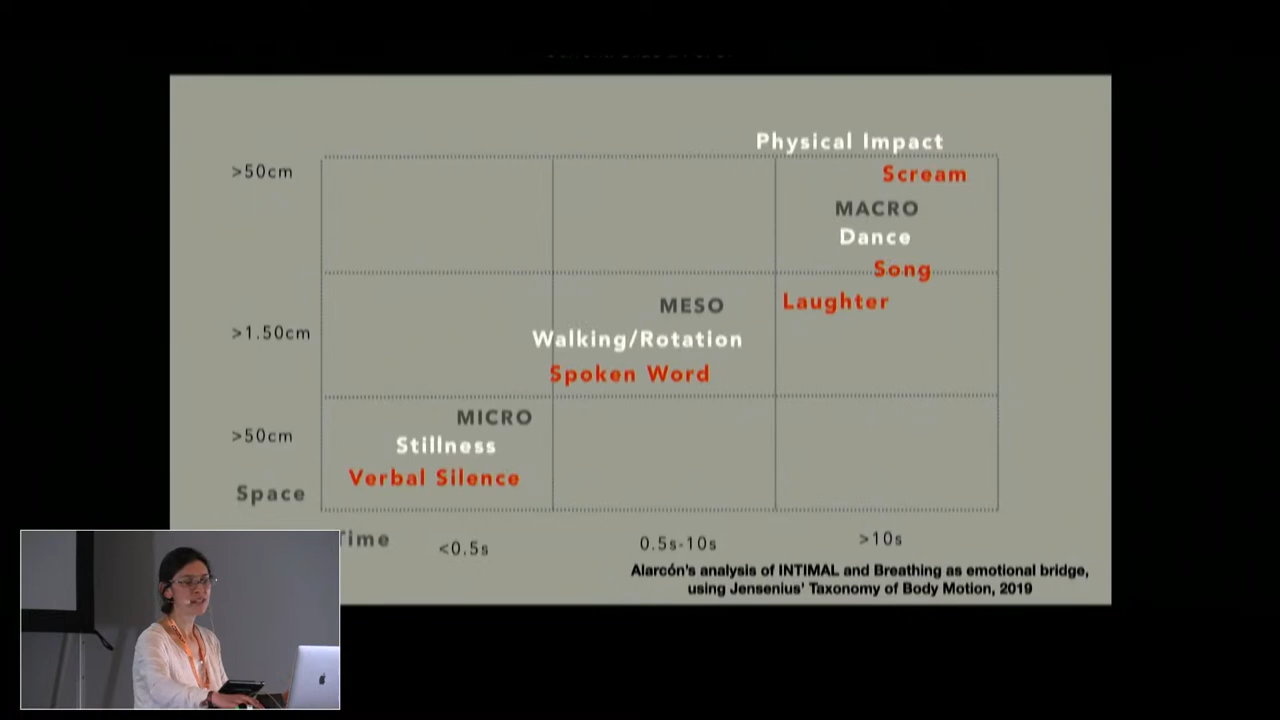 Physical Impact
>50cm
Scream
MACRO
Dance
Song
MESO
Laughter
>1.50cm
Walking/Rotation
Spoken Word
MICRO
>50cm
Stillness
Verbal Silence
Space
Time
<0.5s
0.5s-10s
>10s
Alarcón's analysis of INTIMAL and Breathing as emotional bridge,
using Jensenius' Taxonomy of Body Motion, 2019